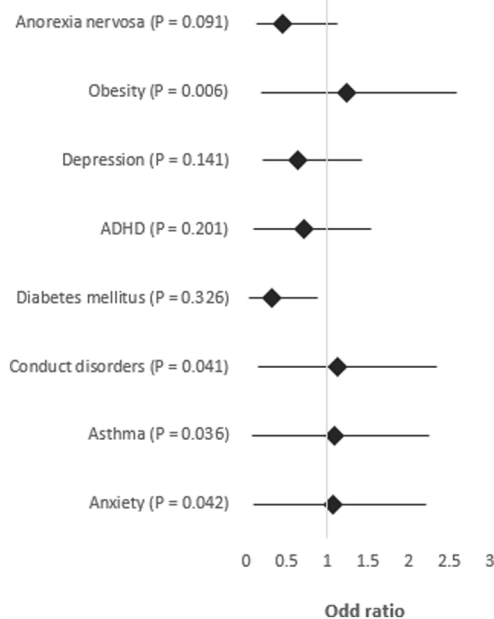 Anorexia nervosa (P = 0.091)
Obesity (P = 0.006)
Depression (P = 0.141)
ADHD (P = 0.201)
Diabetes mellitus (P = 0.326)
Conduct disorders (P = 0.041)
Asthma (P = 0.036)
Anxiety (P = 0.042)
0 0.5 1 1.5 2 2.5 3
Odd ratio